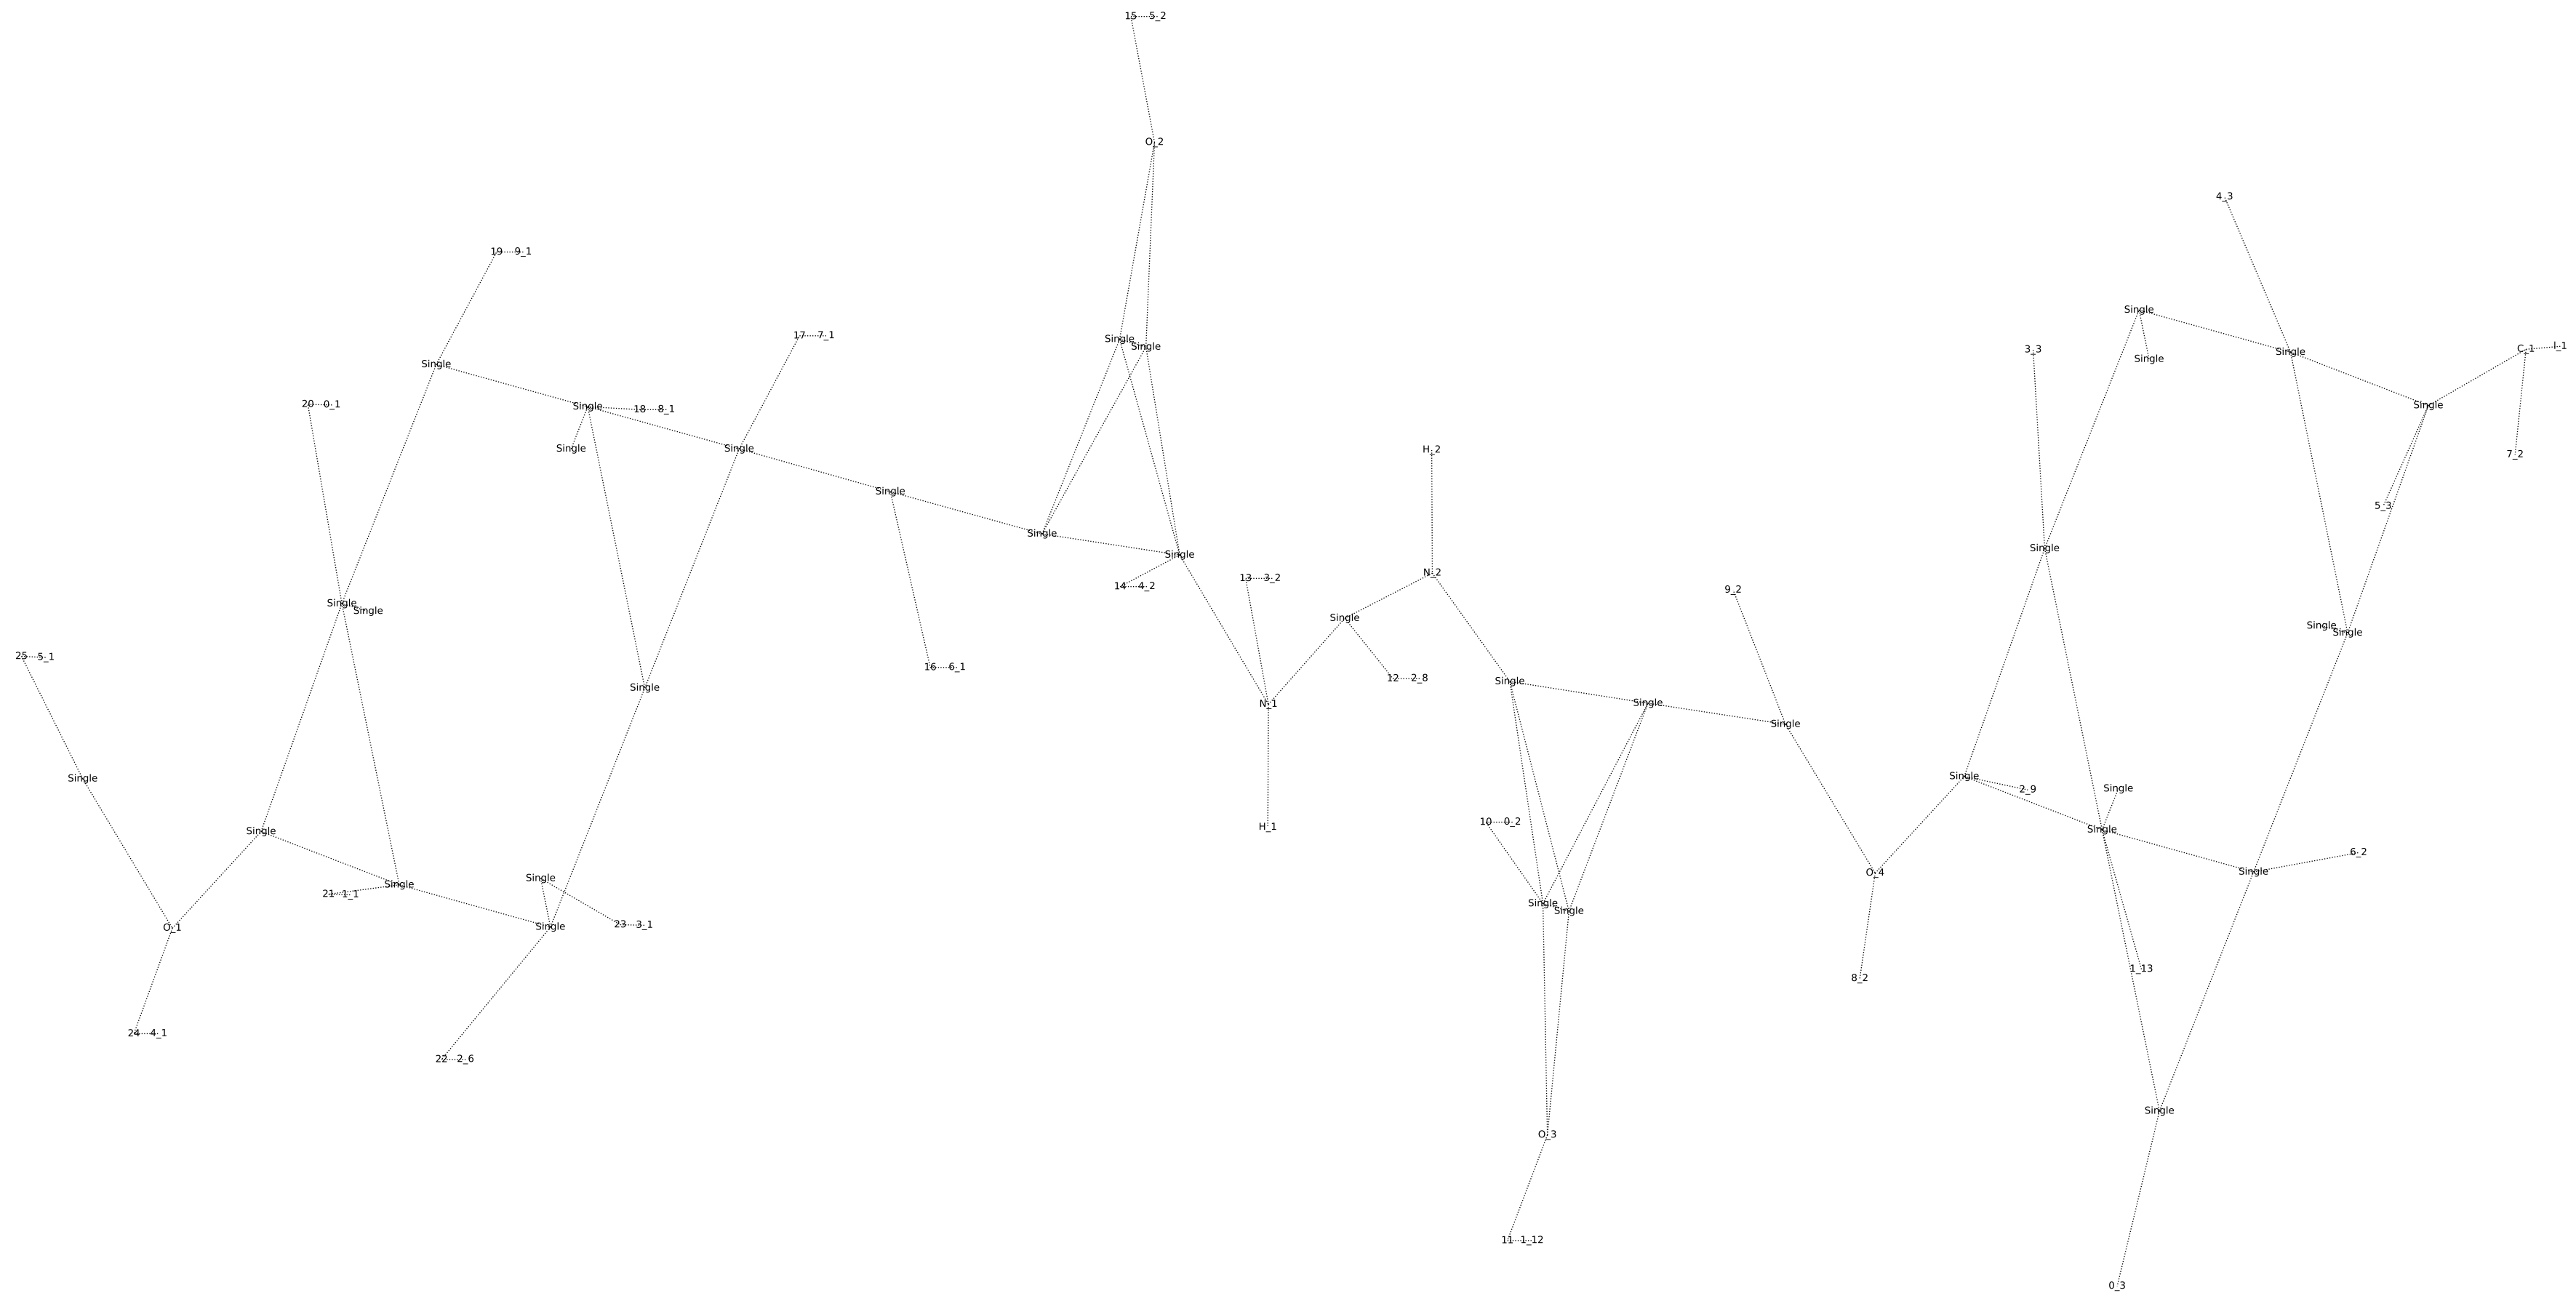 15 5_2
O_2
4_3
19 9_1
Single
17 7_1
Single
Single
3_3
Single
Single
C_1
I_1
Single
Single
20 0_1
Single
18 8_1
Single
Single
Single
H_2
7_2
Single
5_3
Single
Single
Single
N_2
13 3_2
14 4_2
9_2
Single
Single
Single
Single
Single
25 5_1
16 6_1
12 2_8
Single
Single
N_1
Single
Single
Single
Single
2_9
Single
10 0_2
H_1
Single
Single
6_2
Single
O_4
Single
Single
21 1_1
Single
Single
O_1
Single
23 3_1
1_13
8_2
24 4_1
22 2_6
Single
O_3
11 1_12
0_3